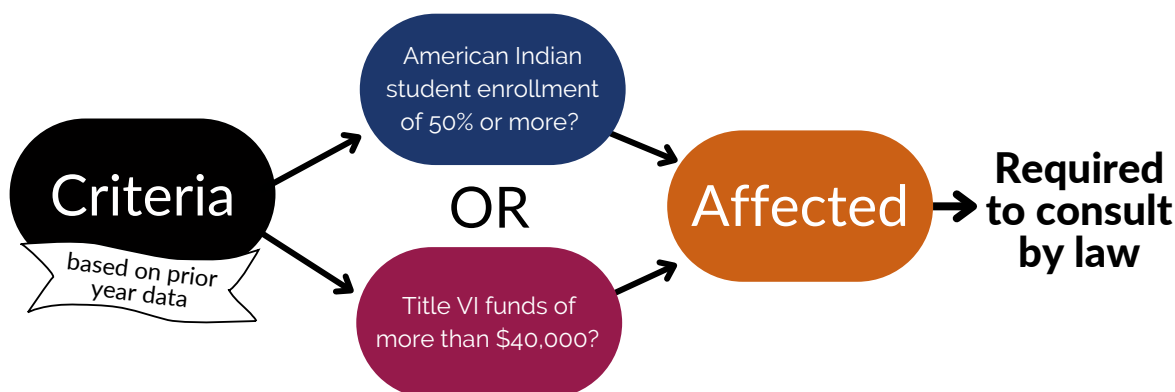 Criteria
based on prior
year data
American Indian
student enrollment
of 50% or more?
OR
Title VI funds of
more than $40,000?
Affected
Required
to consult
by law